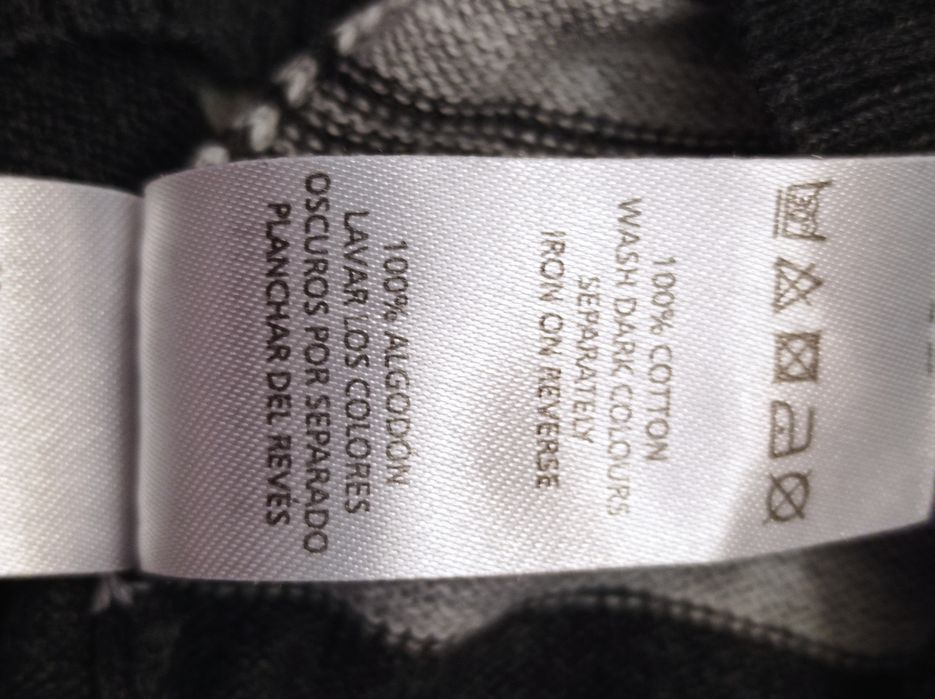 100% COTTON
WASH DARK COLOURS
SEPARATELY
IRON ON REVERSE
100% ALGODÓN
LAVAR LOS COLORES
OSCUROS POR SEPARADO
PLANCHAR DEL REVÉS